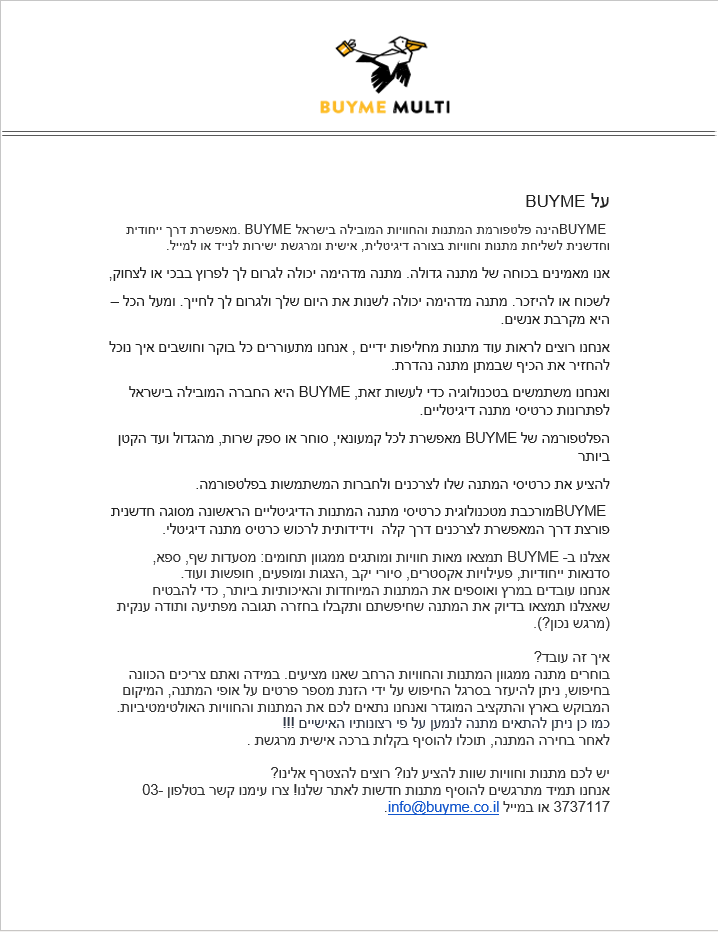 BUYME MULTI
על BUYME
BUYMEהינה פלטפורמת המתנות והחוויות המובילה בישראל BUYME .מאפשרת דרך ייחודית
וחדשנית לשליחת מתנות וחוויות בצורה דיגיטלית, אישית ומרגשת ישירות לנייד או למייל.
אנו מאמינים בכוחה של מתנה גדולה. מתנה מדהימה יכולה לגרום לך לפרוץ בבכי או לצחוק,
לשכוח או להיזכר. מתנה מדהימה יכולה לשנות את היום שלך ולגרום לך לחייך. ומעל הכל –
היא מקרבת אנשים.
אנחנו רוצים לראות עוד מתנות מחליפות ידיים , אנחנו מתעוררים כל בוקר וחושבים איך נוכל
להחזיר את הכיף שבמתן מתנה נהדרת.
ואנחנו משתמשים בטכנולוגיה כדי לעשות זאת, BUYME היא החברה המובילה בישראל
לפתרונות כרטיסי מתנה דיגיטליים.
הפלטפורמה של BUYME מאפשרת לכל קמעונאי, סוחר או ספק שרות, מהגדול ועד הקטן
ביותר
להציע את כרטיסי המתנה שלו לצרכנים ולחברות המשתמשות בפלטפורמה.
BUYMEמורכבת מטכנולוגית כרטיסי מתנה המתנות הדיגיטליים הראשונה מסוגה חדשנית
פורצת דרך המאפשרת לצרכנים דרך קלה  וידידותית לרכוש כרטיס מתנה דיגיטלי.
אצלנו ב- BUYME תמצאו מאות חוויות ומותגים ממגוון תחומים: מסעדות שף, ספא,
סדנאות ייחודיות, פעילויות אקסטרים, סיורי יקב ,הצגות ומופעים, חופשות ועוד.
אנחנו עובדים במרץ ואוספים את המתנות המיוחדות והאיכותיות ביותר, כדי להבטיח
שאצלנו תמצאו בדיוק את המתנה שחיפשתם ותקבלו בחזרה תגובה מפתיעה ותודה ענקית
(מרגש נכון?).
איך זה עובד?
בוחרים מתנה ממגוון המתנות והחוויות הרחב שאנו מציעים. במידה ואתם צריכים הכוונה
בחיפוש, ניתן להיעזר בסרגל החיפוש על ידי הזנת מספר פרטים על אופי המתנה, המיקום
המבוקש בארץ והתקציב המוגדר ואנחנו נתאים לכם את המתנות והחוויות האולטימטיביות.
כמו כן ניתן להתאים מתנה לנמען על פי רצונותיו האישיים !!!
לאחר בחירה המתנה, תוכלו להוסיף בקלות ברכה אישית מרגשת .
יש לכם מתנות וחוויות שוות להציע לנו? רוצים להצטרף אלינו?
אנחנו תמיד מתרגשים להוסיף מתנות חדשות לאתר שלנו! צרו עימנו קשר בטלפון 03-
3737117 או במייל info@buyme.co.il.